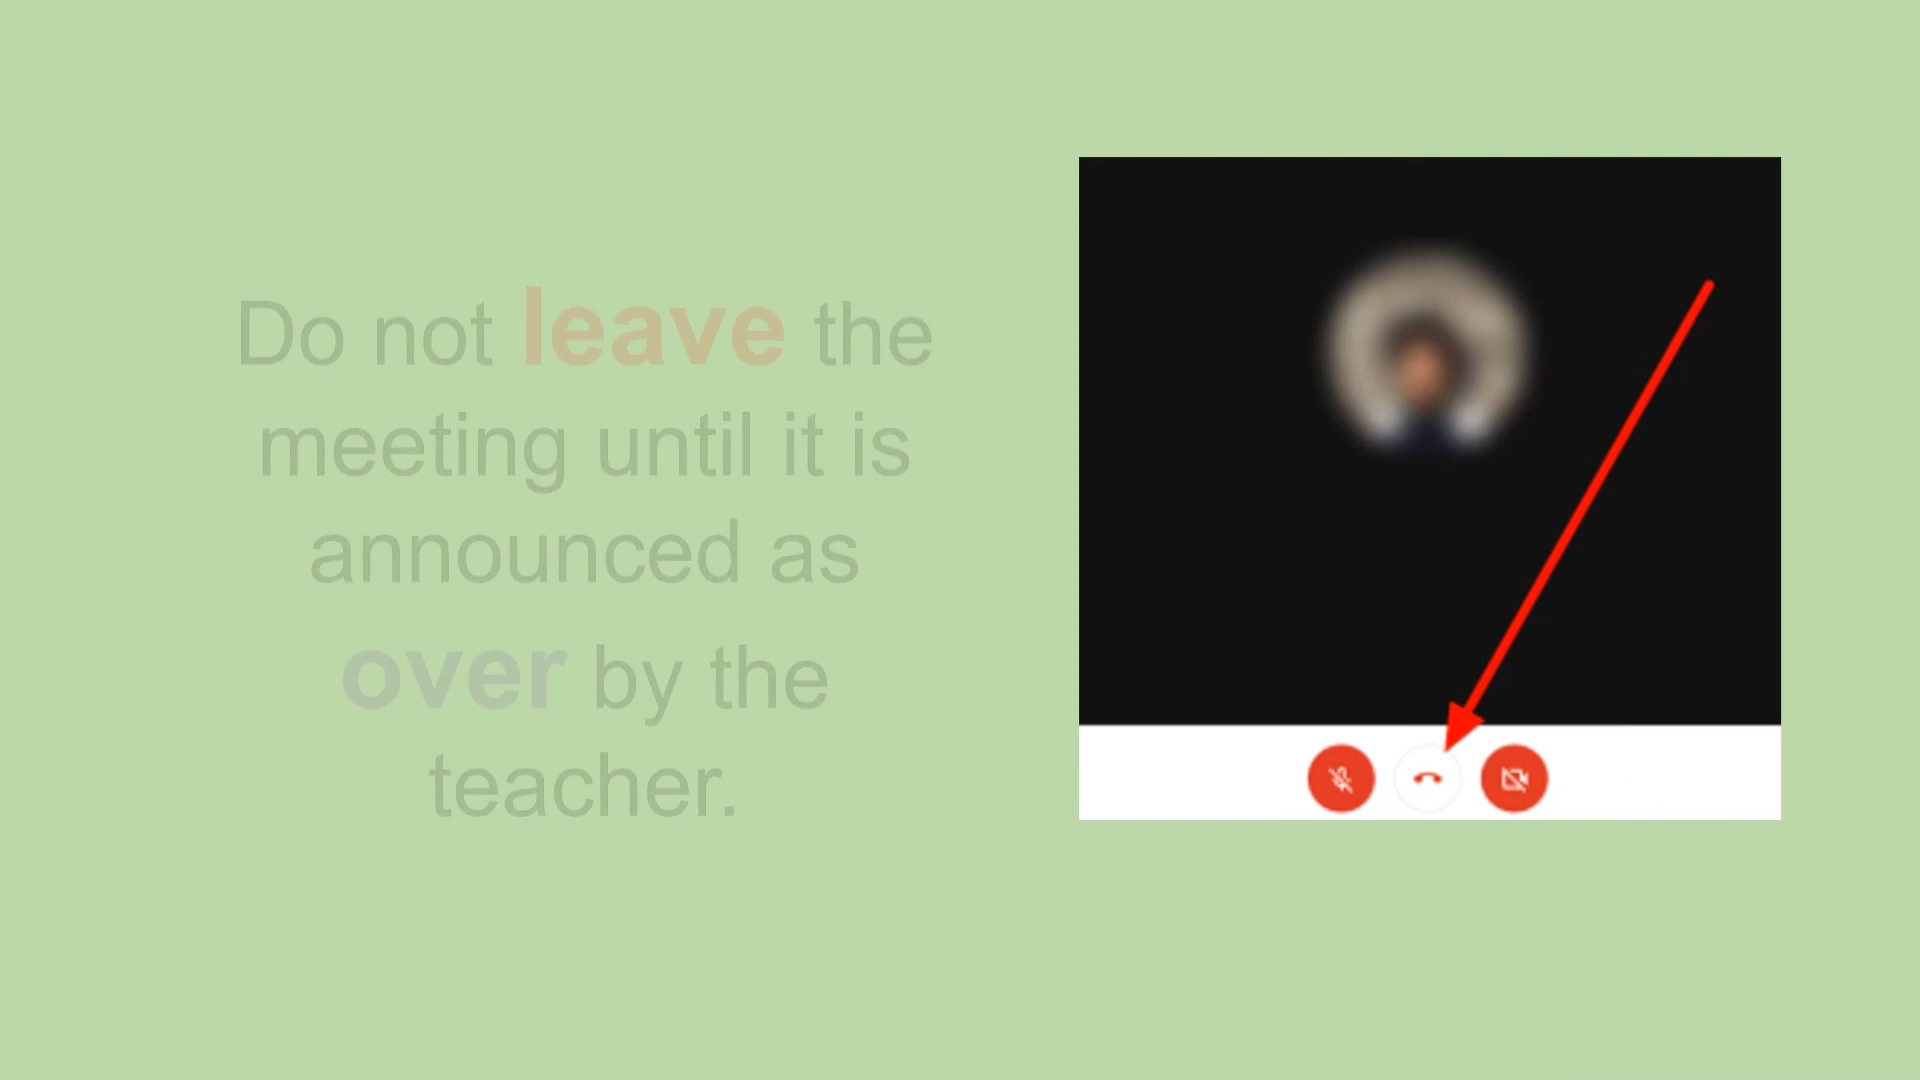 Do not leave the
meeting until it is
announced as
over by the
teacher.